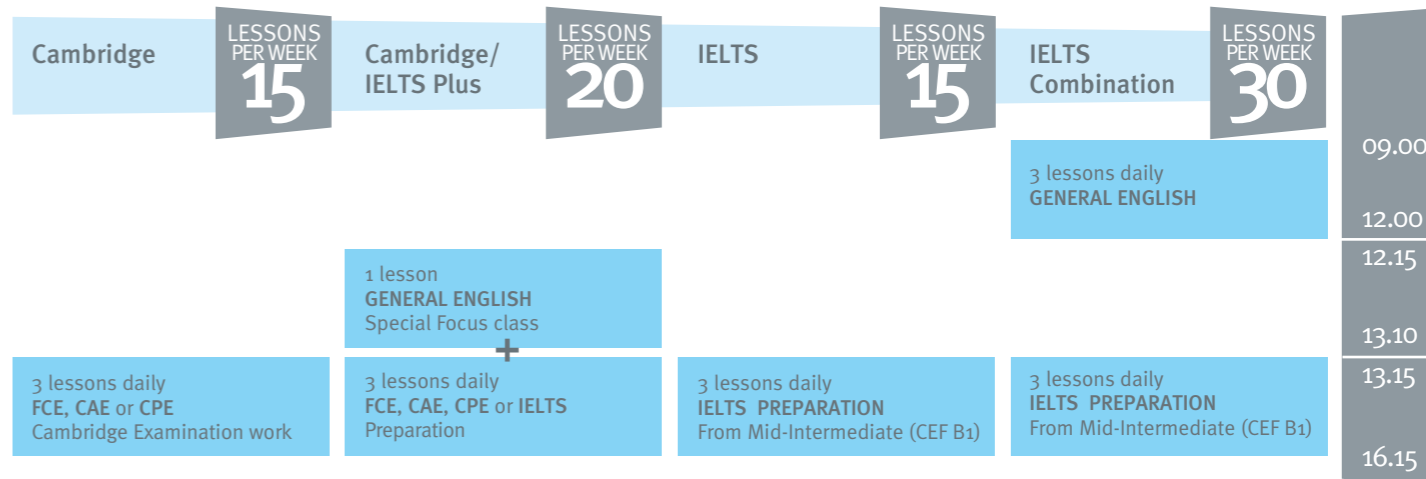 Cambridge
LESSONS
PER WEEK
15
Cambridge/
IELTS Plus
LESSONS
PER WEEK
20
IELTS
LESSONS
PER WEEK
15
IELTS
Combination
LESSONS
PER WEEK
30
09.00
3 lessons daily
GENERAL ENGLISH
12.00
1 lesson
GENERAL ENGLISH
Special Focus class
12.15
13.10
+
3 lessons daily
FCE, CAE or CPE
Cambridge Examination work
3 lessons daily
FCE, CAE, CPE or IELTS
Preparation
3 lessons daily
IELTS PREPARATION
From Mid-Intermediate (CEF B1)
3 lessons daily
IELTS PREPARATION
From Mid-Intermediate (CEF B1)
13.15
16.15